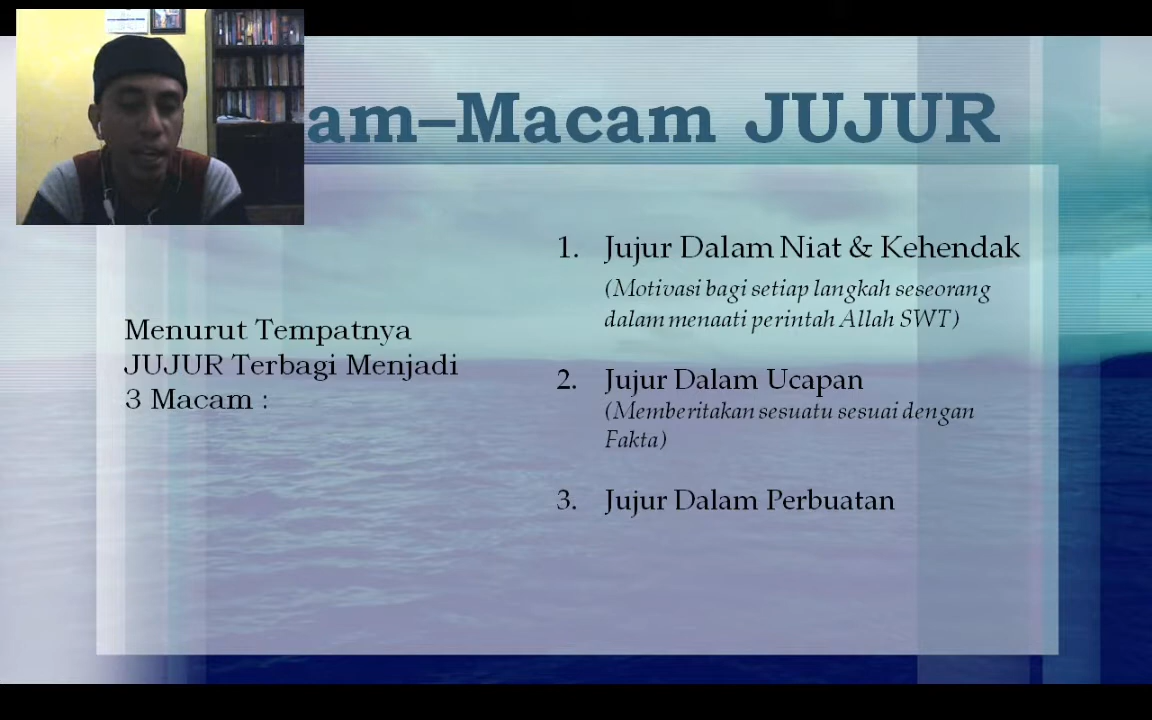 am–Macam JUJUR
Menurut Tempatnya
JUJUR Terbagi Menjadi
3 Macam :
1. Jujur Dalam Niat & Kehendak
(Motivasi bagi setiap langkah seseorang
dalam menaati perintah Allah SWT)
2. Jujur Dalam Ucapan
(Memberitakan sesuatu sesuai dengan
Fakta)
3. Jujur Dalam Perbuatan